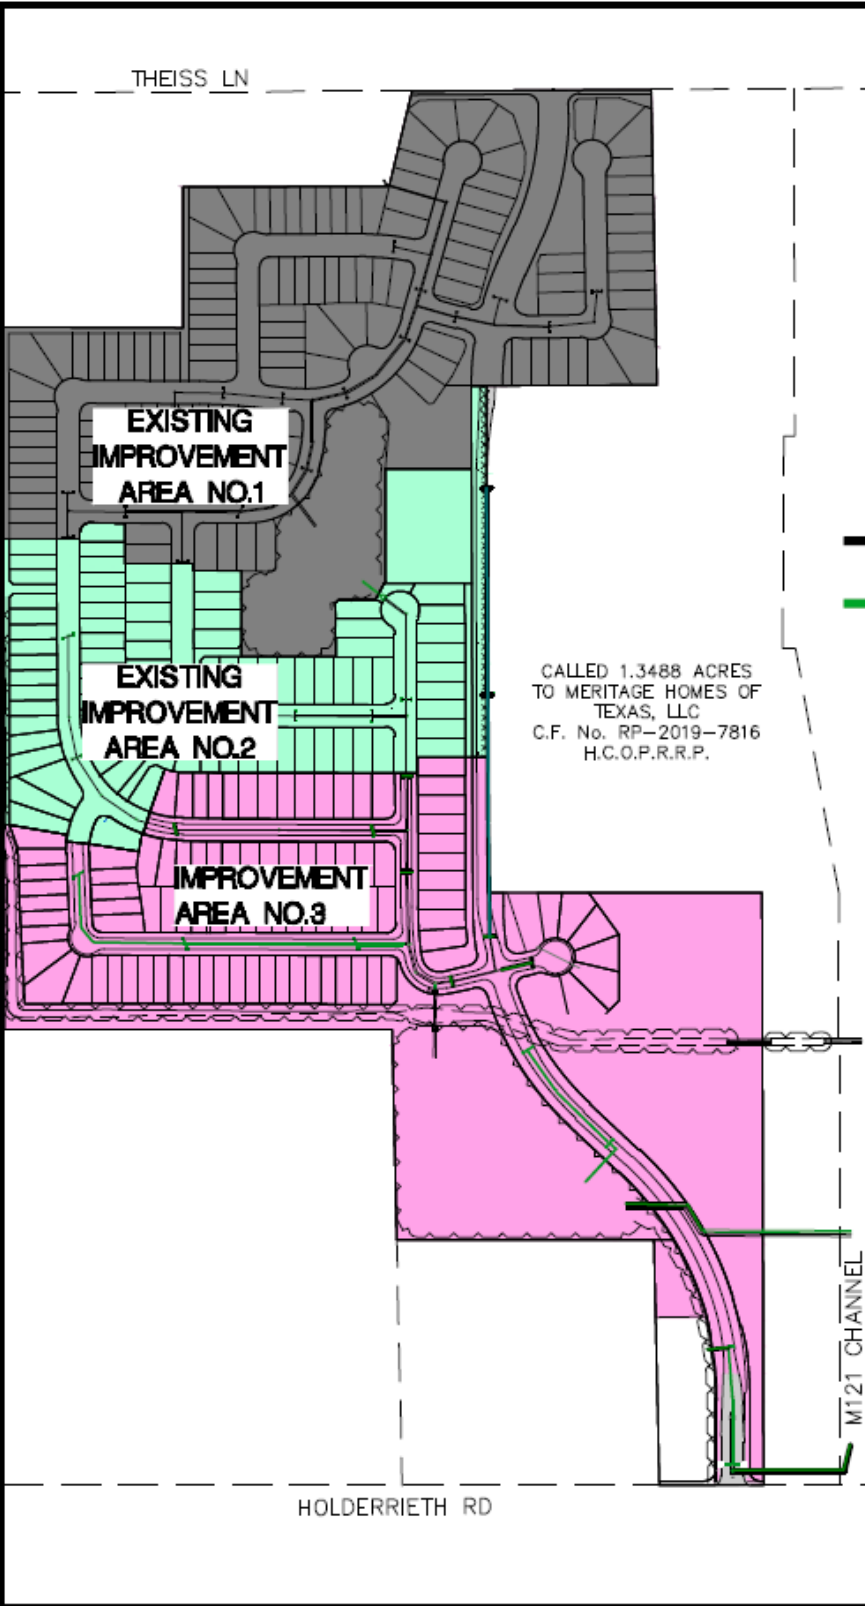 THEISS LN
EXISTING
IMPROVEMENT
AREA NO.1
EXISTING
IMPROVEMENT
AREA NO.2
CALLED 1.3488 ACRES
TO MERITAGE HOMES OF
TEXAS, LLC
C.F. No. RP-2019-7816
H.C.O.P.R.R.P.
IMPROVEMENT
AREA NO.3
M121 CHANNEL
HOLDERRIETH RD